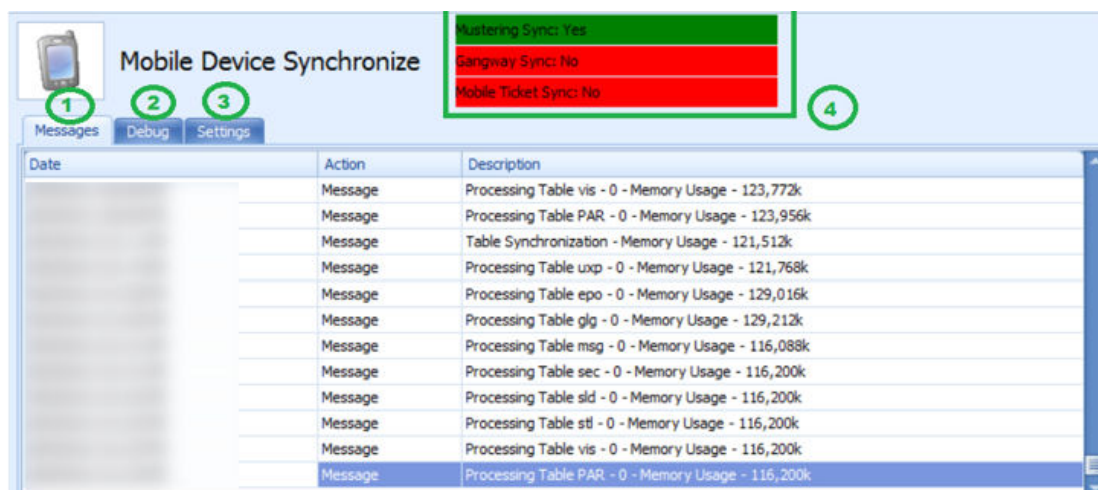 Mustering Sync: Yes
Mobile Device Synchronize
Gangway Sync: No
Mobile Ticket Sync: No
1 2 3 4
Messages Debug Settings
Date Action Description
Message Processing Table vis - 0 - Memory Usage - 123,772k
Message Processing Table PAR - 0 - Memory Usage - 123,956k
Message Table Synchronization - Memory Usage - 121,512k
Message Processing Table uxp - 0 - Memory Usage - 121,768k
Message Processing Table epo - 0 - Memory Usage - 129,016k
Message Processing Table glg - 0 - Memory Usage - 129,212k
Message Processing Table msg - 0 - Memory Usage - 116,088k
Message Processing Table sec - 0 - Memory Usage - 116,200k
Message Processing Table sld - 0 - Memory Usage - 116,200k
Message Processing Table stl - 0 - Memory Usage - 116,200k
Message Processing Table vis - 0 - Memory Usage - 116,200k
Message Processing Table PAR - 0 - Memory Usage - 116,200k